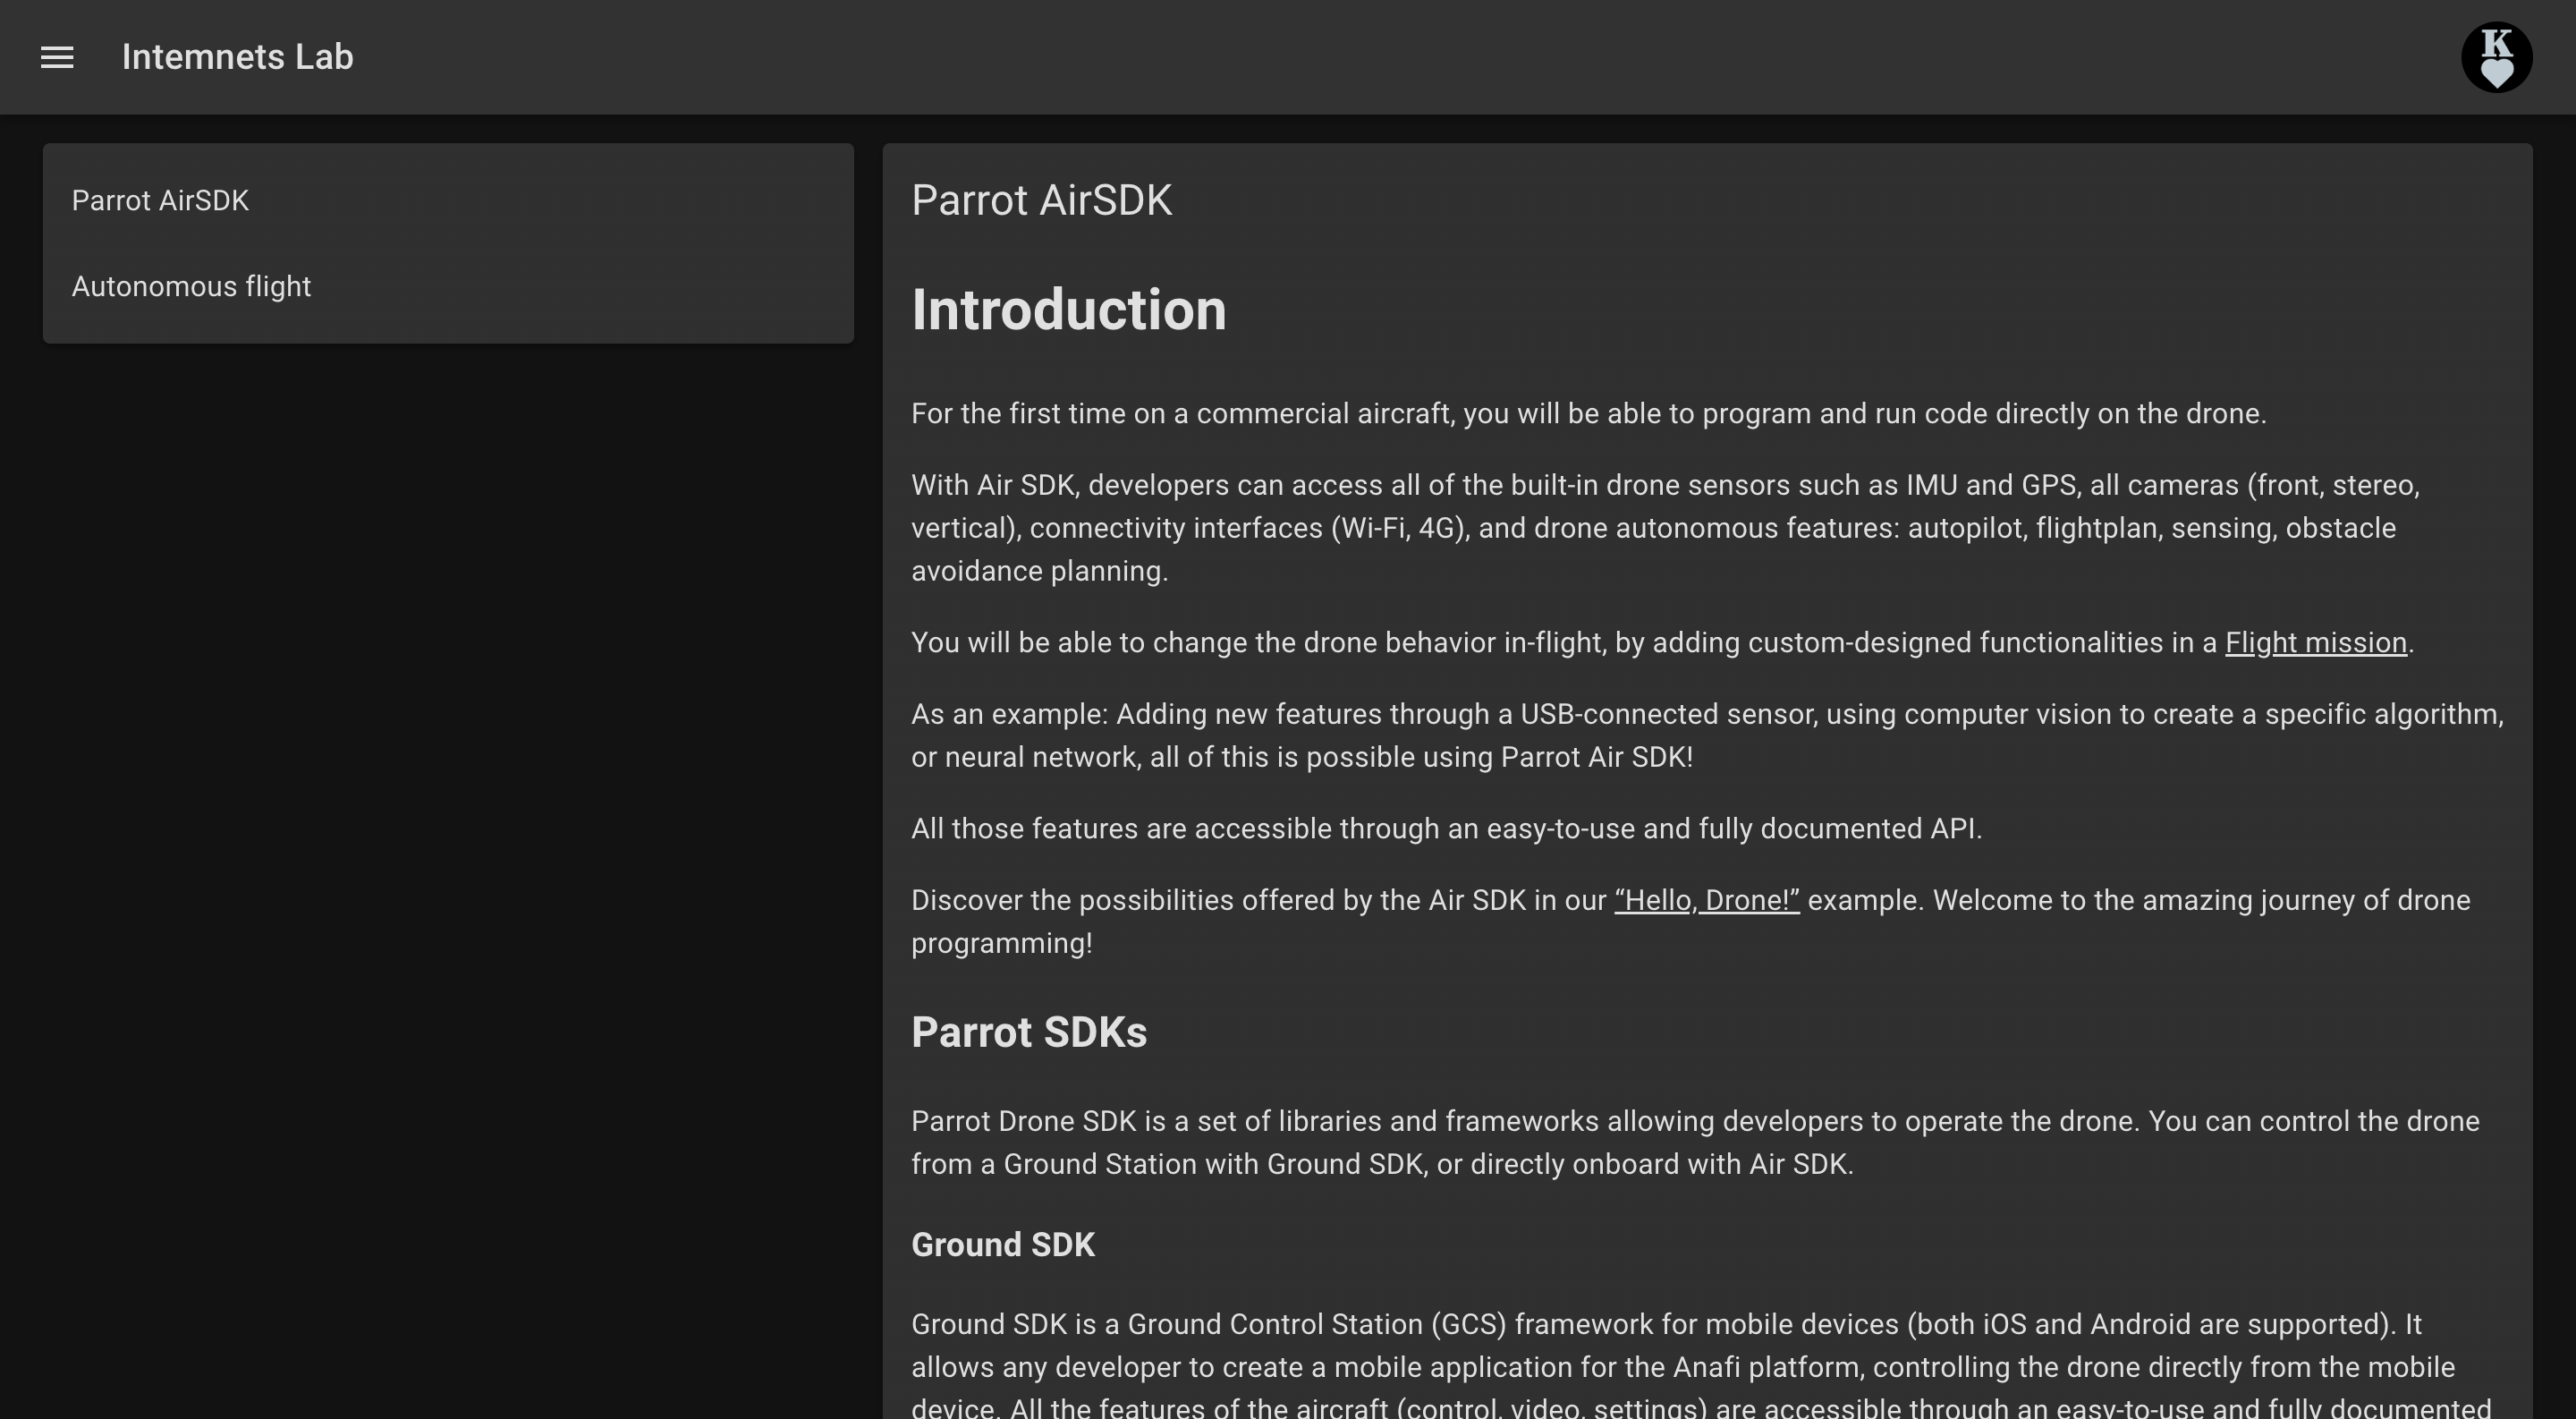 Intemnets Lab
K
Parrot AirSDK
Autonomous flight
Parrot AirSDK
Introduction
For the first time on a commercial aircraft, you will be able to program and run code directly on the drone.
With Air SDK, developers can access all of the built-in drone sensors such as IMU and GPS, all cameras (front, stereo,
vertical), connectivity interfaces (Wi-Fi, 4G), and drone autonomous features: autopilot, flightplan, sensing, obstacle
avoidance planning.
You will be able to change the drone behavior in-flight, by adding custom-designed functionalities in a Flight mission.
As an example: Adding new features through a USB-connected sensor, using computer vision to create a specific algorithm,
or neural network, all of this is possible using Parrot Air SDK!
All those features are accessible through an easy-to-use and fully documented API.
Discover the possibilities offered by the Air SDK in our “Hello, Drone!” example. Welcome to the amazing journey of drone
programming!
Parrot SDKs
Parrot Drone SDK is a set of libraries and frameworks allowing developers to operate the drone. You can control the drone
from a Ground Station with Ground SDK, or directly onboard with Air SDK.
Ground SDK
Ground SDK is a Ground Control Station (GCS) framework for mobile devices (both iOS and Android are supported). It
allows any developer to create a mobile application for the Anafi platform, controlling the drone directly from the mobile
device. All the features of the aircraft (control, video, settings) are accessible through an easy-to-use and fully documented